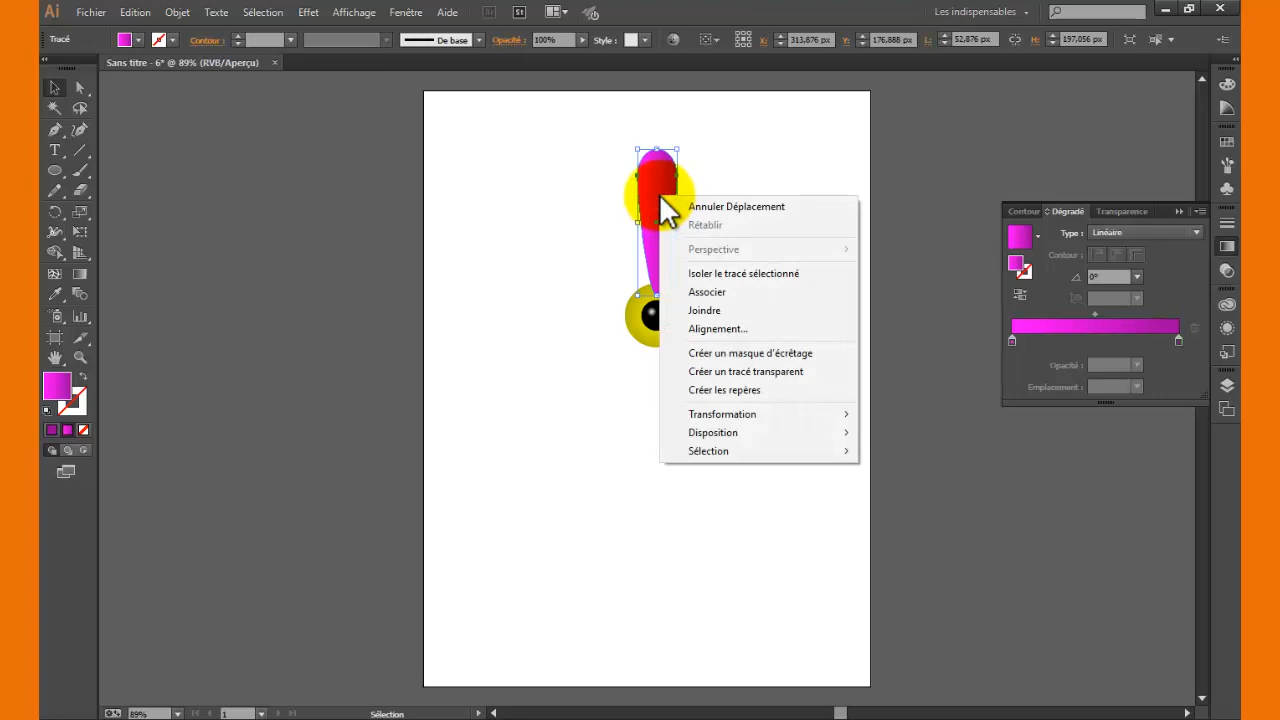 Ai Fichier Edition Objet Texte Sélection Effet Affichage Fenêtre Aide Br St Les indispensables
Tracé Contour : De base Opacité : 100% Style : X: 313,876 px Y: 176,888 px L: 52,876 px H: 197,056 px
Sans titre - 6* @ 89% (RVB/Aperçu) ×
Annuler Déplacement
Rétablir
Perspective
Isoler le tracé sélectionné
Associer
Joindre
Alignement...
Créer un masque d'écrêtage
Créer un tracé transparent
Créer les repères
Transformation
Disposition
Sélection
Contour Dégradé Transparence
Type : Linéaire
Contour :
0°
Opacité :
Emplacement :
89% 1 Sélection